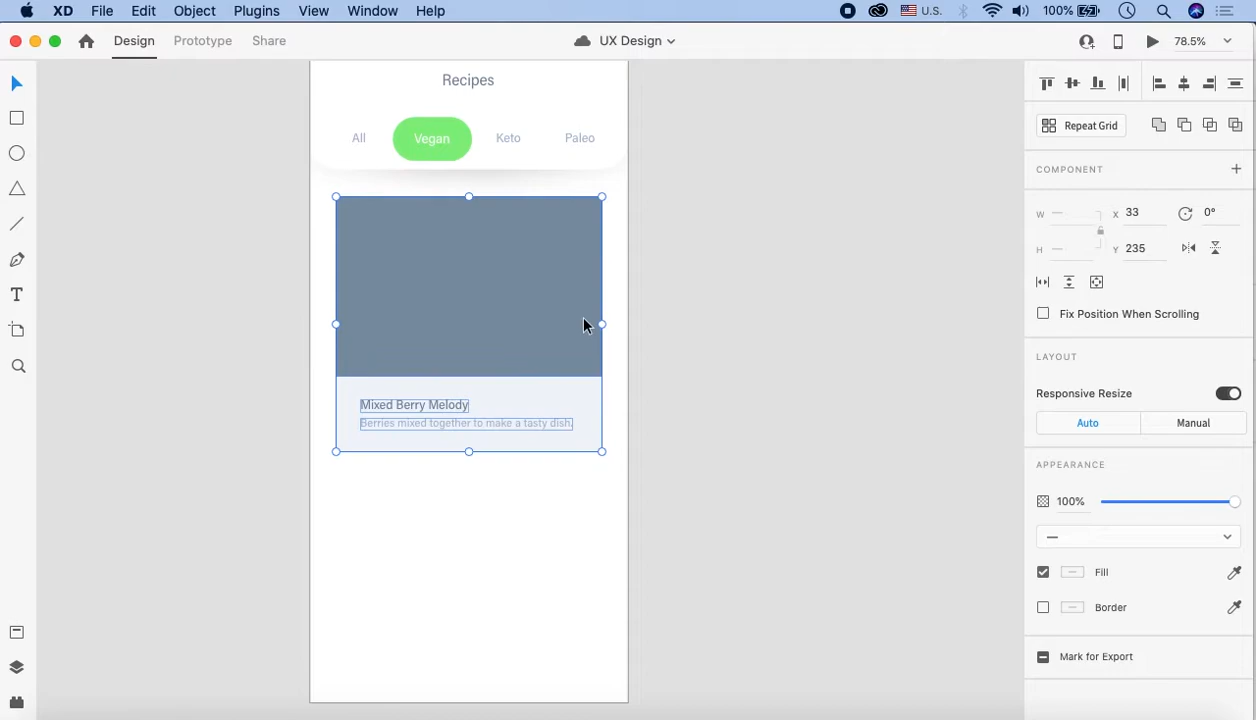 XD File Edit Object Plugins View Window Help U.S. 100%
Design Prototype Share UX Design 78.5%
Recipes
All Vegan Keto Paleo
Mixed Berry Melody
Berries mixed together to make a tasty dish.
Repeat Grid
COMPONENT
W — X 33 0°
H — Y 235
Fix Position When Scrolling
LAYOUT
Responsive Resize
Auto Manual
APPEARANCE
100%
—
Fill
Border
Mark for Export